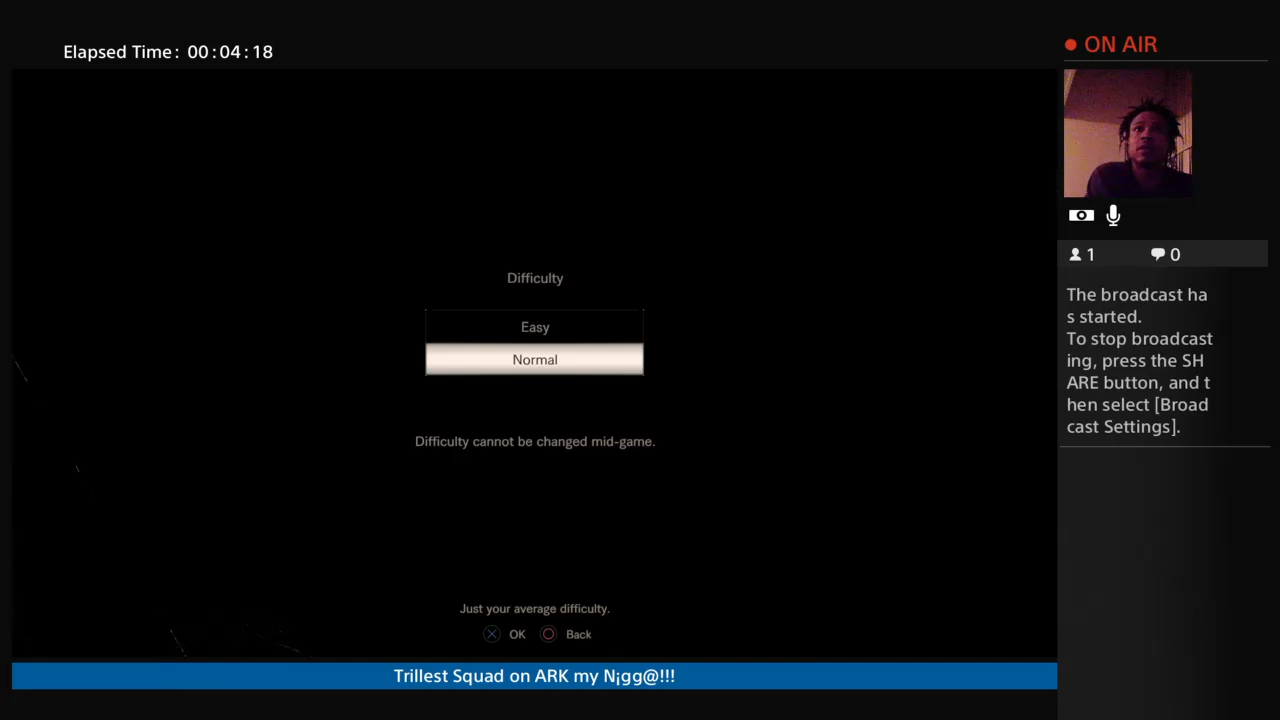 Elapsed Time: 00:04:18
ON AIR
1 0
The broadcast ha
s started.
To stop broadcast
ing, press the SH
ARE button, and t
hen select [Broad
cast Settings].
Difficulty
Easy
Normal
Difficulty cannot be changed mid-game.
Just your average difficulty.
OK Back
Trillest Squad on ARK my N¡gg@!!!